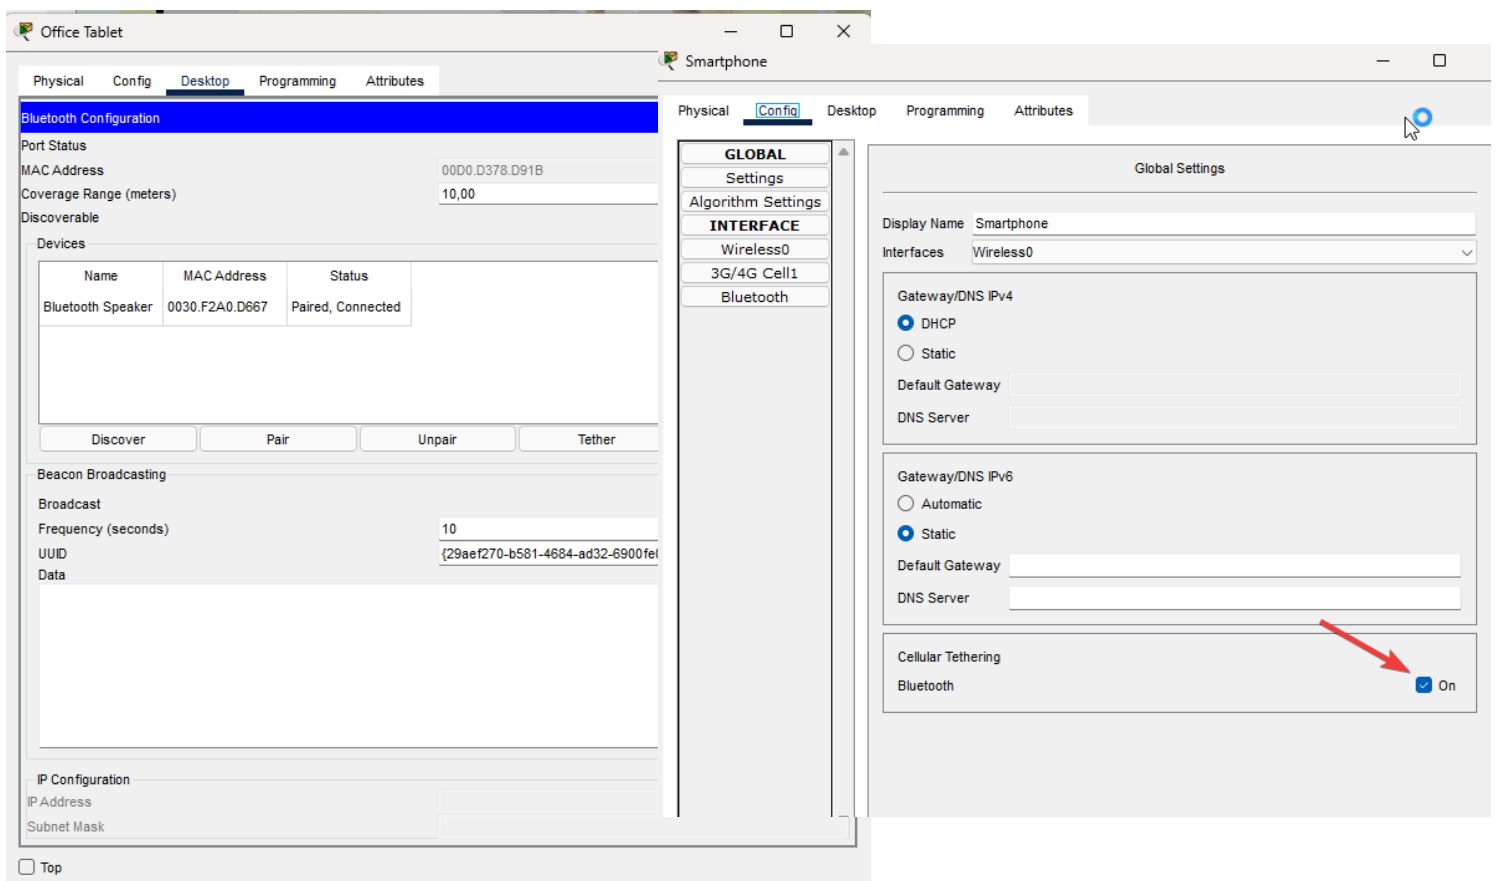 Office Tablet
Physical Config Desktop Programming Attributes
Bluetooth Configuration
Port Status
MAC Address 00D0.D378.D91B
Coverage Range (meters) 10,00
Discoverable
Devices
Name MAC Address Status
Bluetooth Speaker 0030.F2A0.D667 Paired, Connected
Discover Pair Unpair Tether
Beacon Broadcasting
Broadcast
Frequency (seconds) 10
UUID {29aef270-b581-4684-ad32-6900fe
Data
IP Configuration
IP Address
Subnet Mask
Top
Smartphone
Physical Config Desktop Programming Attributes
GLOBAL
Settings
Algorithm Settings
INTERFACE
Wireless0
3G/4G Cell1
Bluetooth
Global Settings
Display Name Smartphone
Interfaces Wireless0
Gateway/DNS IPv4
DHCP
Static
Default Gateway
DNS Server
Gateway/DNS IPv6
Automatic
Static
Default Gateway
DNS Server
Cellular Tethering
Bluetooth On